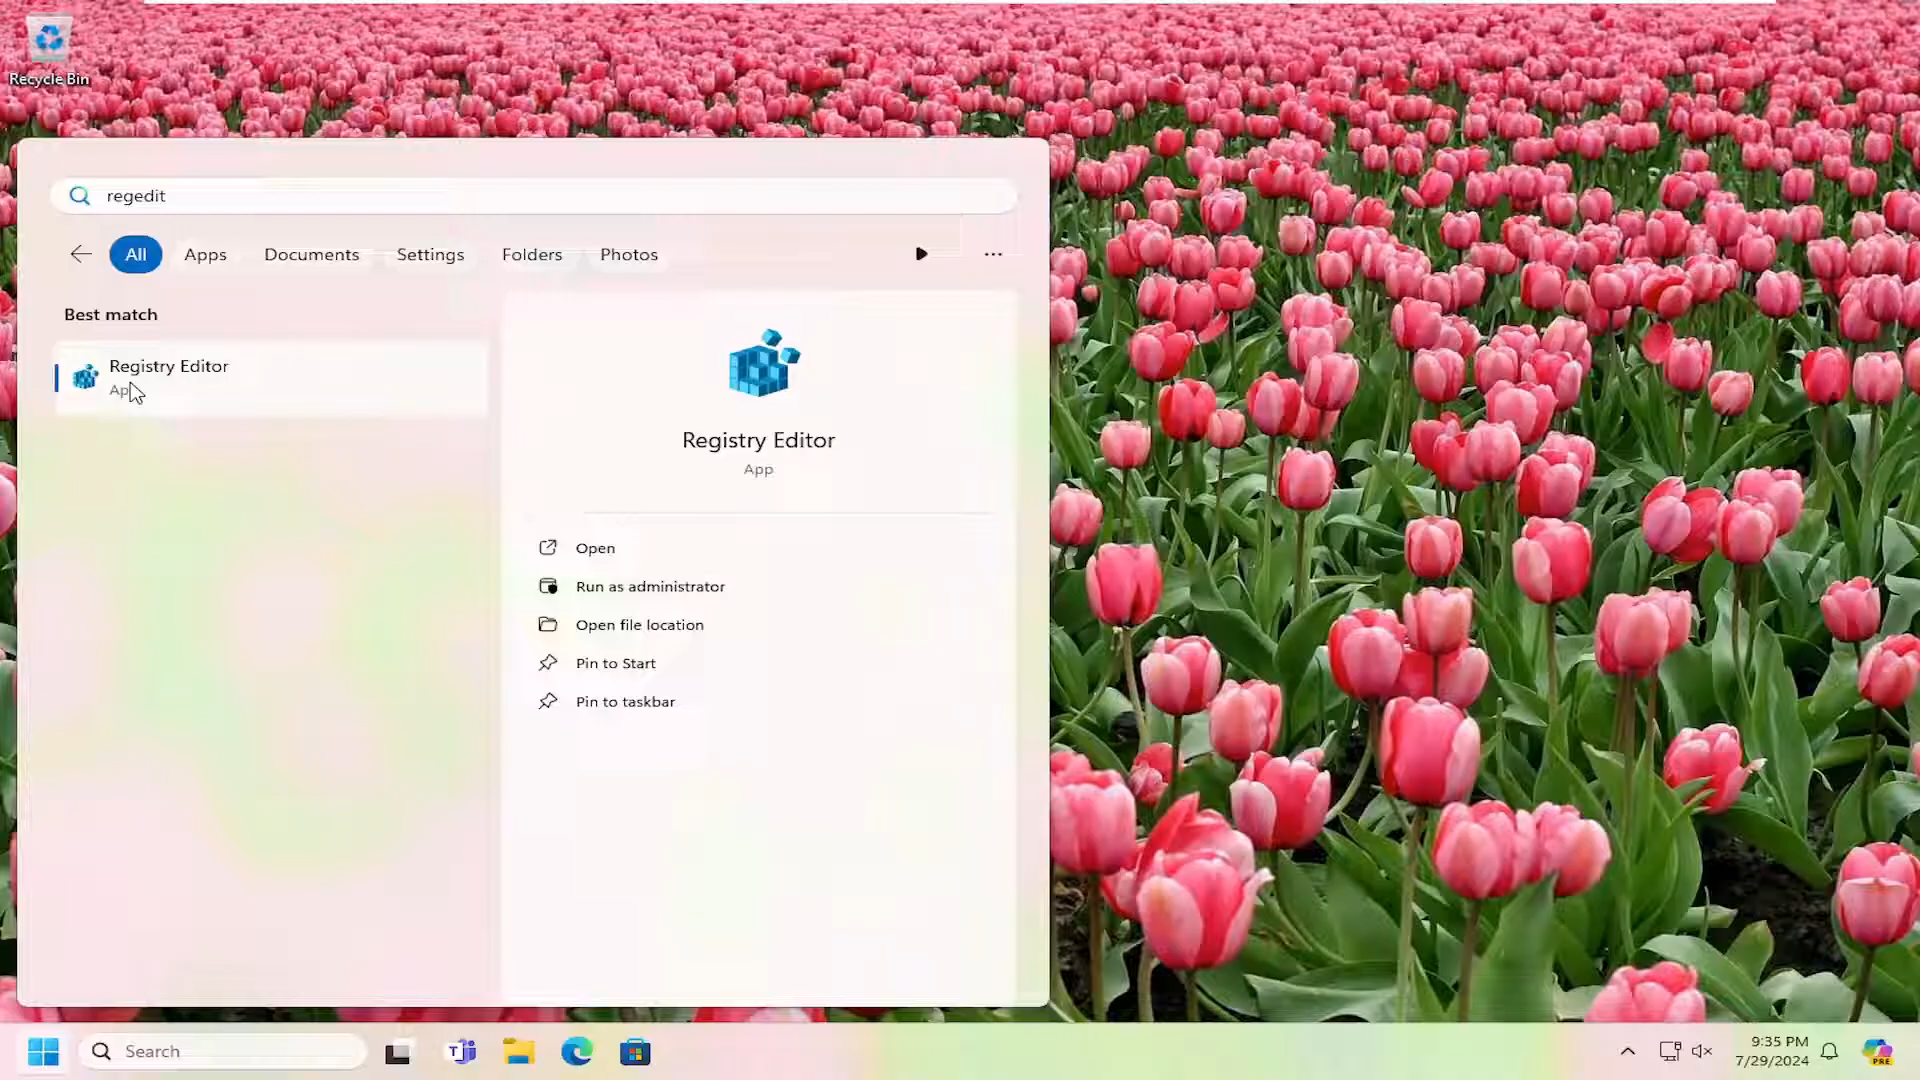 Recycle Bin
regedit
All Apps Documents Settings Folders Photos
Best match
Registry Editor
App
Registry Editor
App
Open
Run as administrator
Open file location
Pin to Start
Pin to taskbar
Search
9:35 PM
7/29/2024
PRE